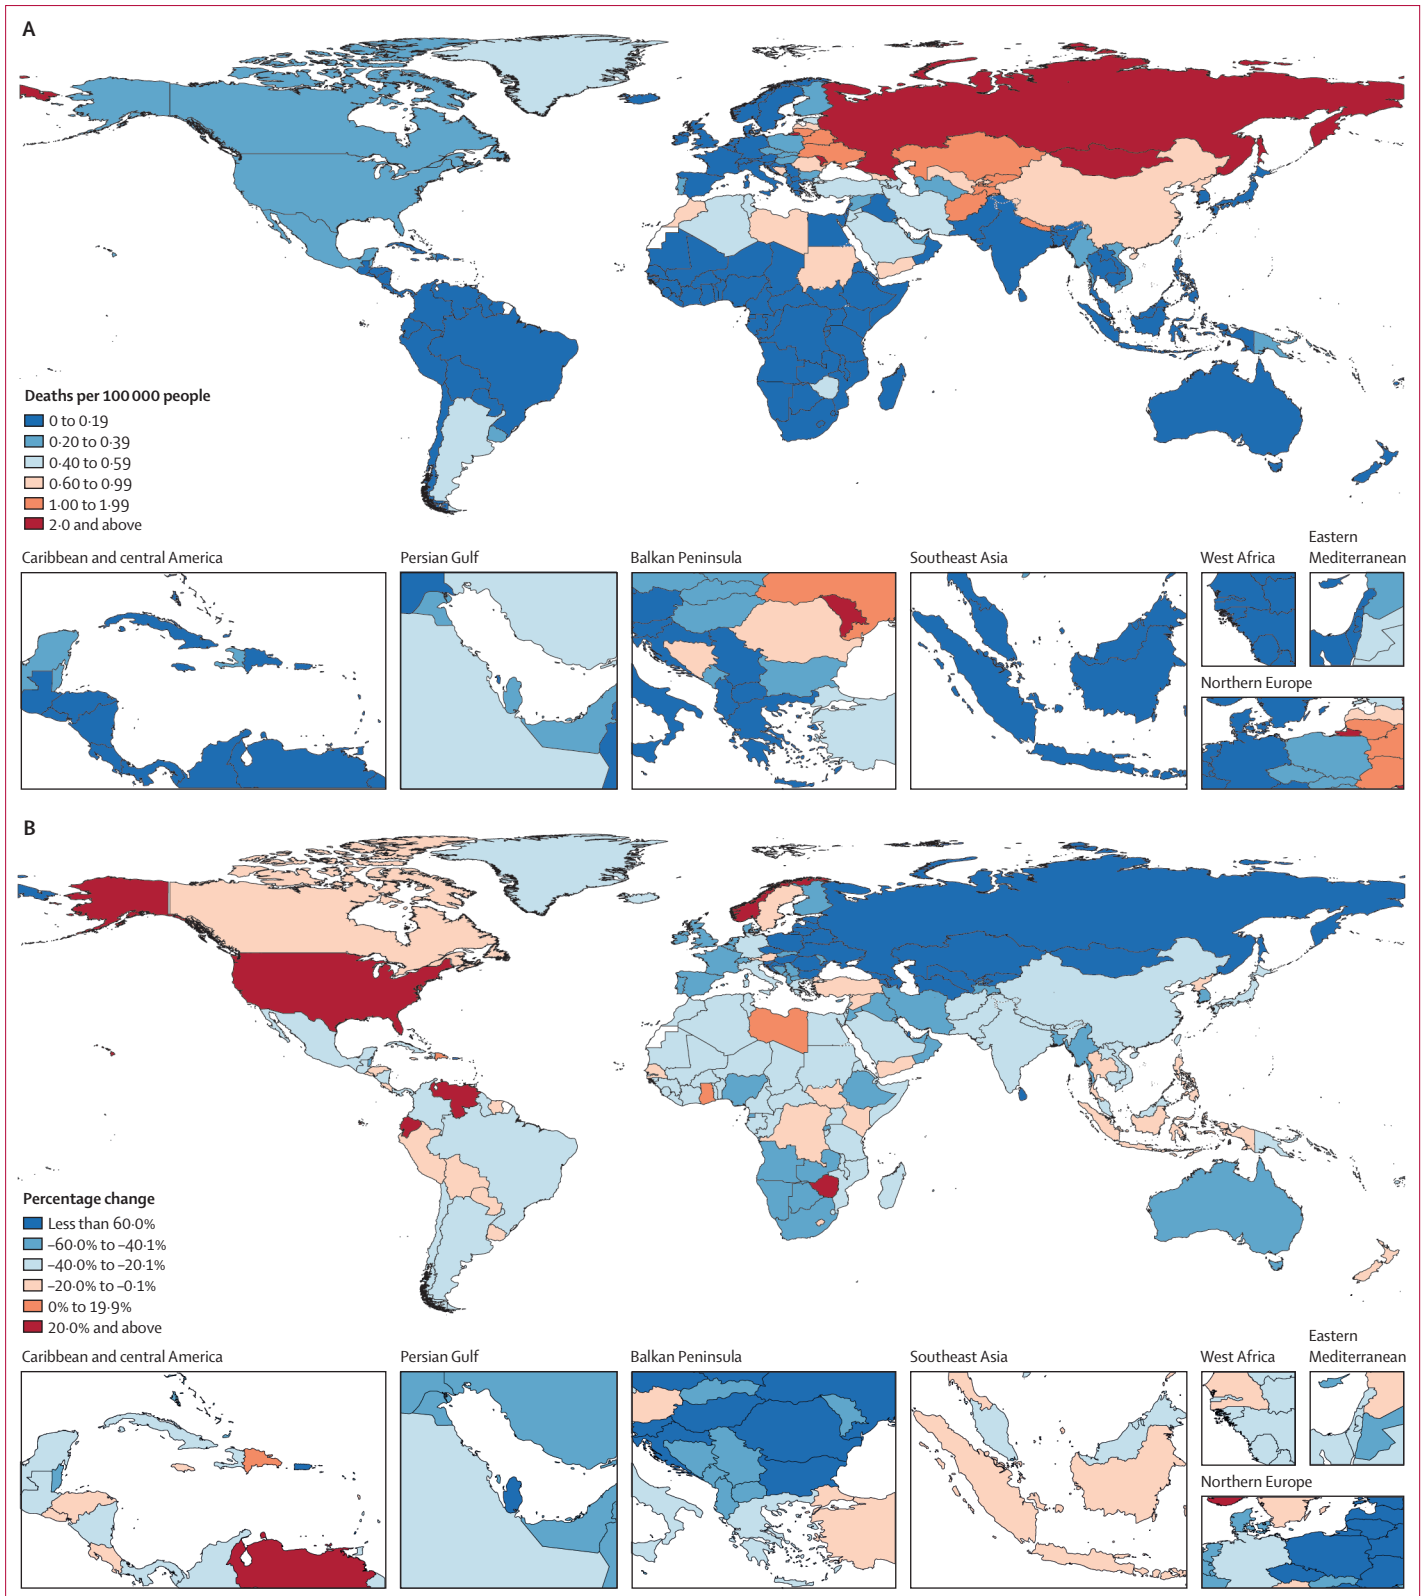 A
Deaths per 100 000 people
0 to 0·19
0·20 to 0·39
0·40 to 0·59
0·60 to 0·99
1·00 to 1·99
2·0 and above
Caribbean and central America
Persian Gulf
Balkan Peninsula
Southeast Asia
West Africa
Eastern
Mediterranean
Northern Europe
B
Percentage change
Less than 60·0%
–60·0% to –40·1%
–40·0% to –20·1%
–20·0% to –0·1%
0% to 19·9%
20·0% and above
Caribbean and central America
Persian Gulf
Balkan Peninsula
Southeast Asia
West Africa
Eastern
Mediterranean
Northern Europe